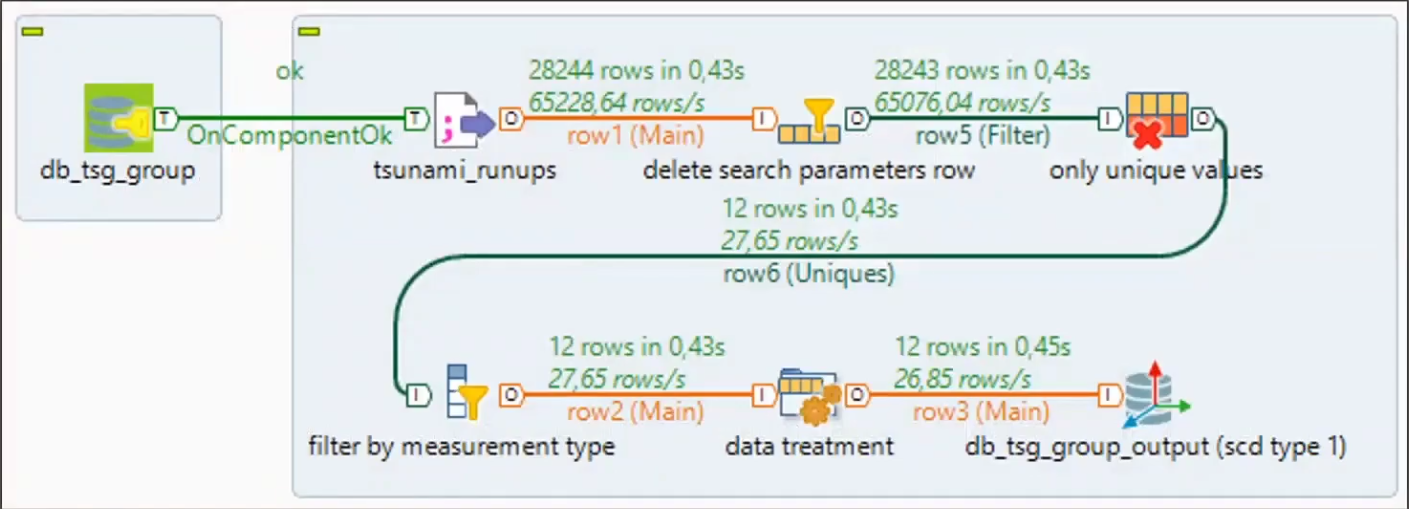 ok
T
OnComponentOk
db_tsg_group
T
tsunami_runups
O
28244 rows in 0,43s
65228,64 rows/s
row1 (Main)
I
delete search parameters row
O
28243 rows in 0,43s
65076,04 rows/s
row5 (Filter)
I
only unique values
O
12 rows in 0,43s
27,65 rows/s
row6 (Uniques)
I
filter by measurement type
O
12 rows in 0,43s
27,65 rows/s
row2 (Main)
I
data treatment
O
12 rows in 0,45s
26,85 rows/s
row3 (Main)
I
db_tsg_group_output (scd type 1)